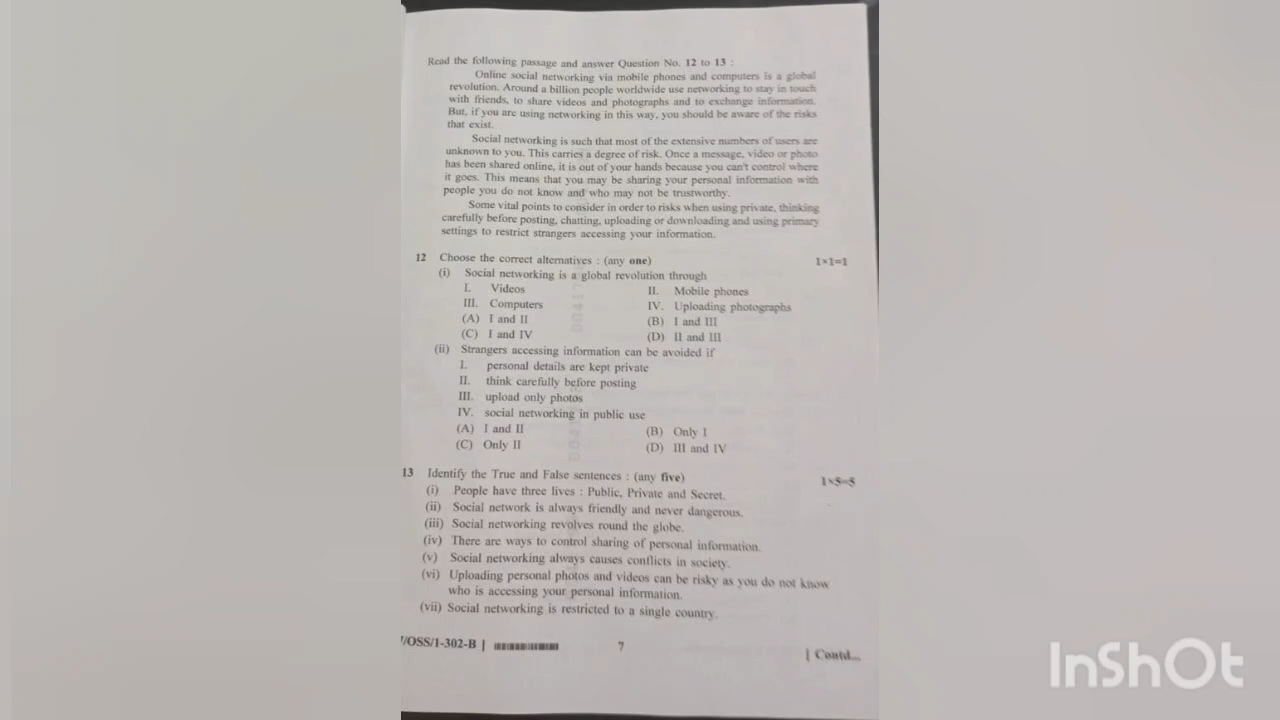 Read the following passage and answer Question No. 12 to 13 :
Online social networking via mobile phones and computers is a global
revolution. Around a billion people worldwide use networking to stay in touch
with friends, to share videos and photographs and to exchange information.
But, if you are using networking in this way, you should be aware of the risks
that exist.
Social networking is such that most of the extensive numbers of users are
unknown to you. This carries a degree of risk. Once a message, video or photo
has been shared online, it is out of your hands because you can't control where
it goes. This means that you may be sharing your personal information with
people you do not know and who may not be trustworthy.
Some vital points to consider in order to risks when using private, thinking
carefully before posting, chatting, uploading or downloading and using primary
settings to restrict strangers accessing your information.
12 Choose the correct alternatives : (any one) 1×1=1
(i) Social networking is a global revolution through
I. Videos II. Mobile phones
III. Computers IV. Uploading photographs
(A) I and II (B) I and III
(C) I and IV (D) II and III
(ii) Strangers accessing information can be avoided if
I. personal details are kept private
II. think carefully before posting
III. upload only photos
IV. social networking in public use
(A) I and II (B) Only I
(C) Only II (D) III and IV
13 Identify the True and False sentences : (any five) 1×5=5
(i) People have three lives : Public, Private and Secret.
(ii) Social network is always friendly and never dangerous.
(iii) Social networking revolves round the globe.
(iv) There are ways to control sharing of personal information.
(v) Social networking always causes conflicts in society.
(vi) Uploading personal photos and videos can be risky as you do not know
who is accessing your personal information.
(vii) Social networking is restricted to a single country.
/OSS/1-302-B ] 7 [ Contd...
InShOt